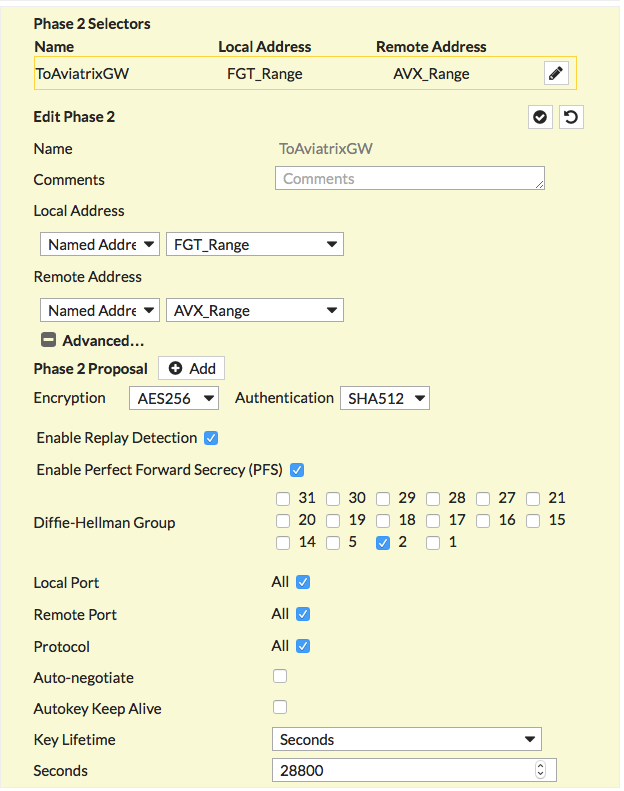 Phase 2 Selectors
Name Local Address Remote Address
ToAviatrixGW FGT_Range AVX_Range
Edit Phase 2
Name ToAviatrixGW
Comments Comments
Local Address
Named Addre FGT_Range
Remote Address
Named Addre AVX_Range
Advanced...
Phase 2 Proposal Add
Encryption AES256 Authentication SHA512
Enable Replay Detection
Enable Perfect Forward Secrecy (PFS)
31 30 29 28 27 21
Diffie-Hellman Group 20 19 18 17 16 15
14 5 2 1
Local Port All
Remote Port All
Protocol All
Auto-negotiate
Autokey Keep Alive
Key Lifetime Seconds
Seconds 28800